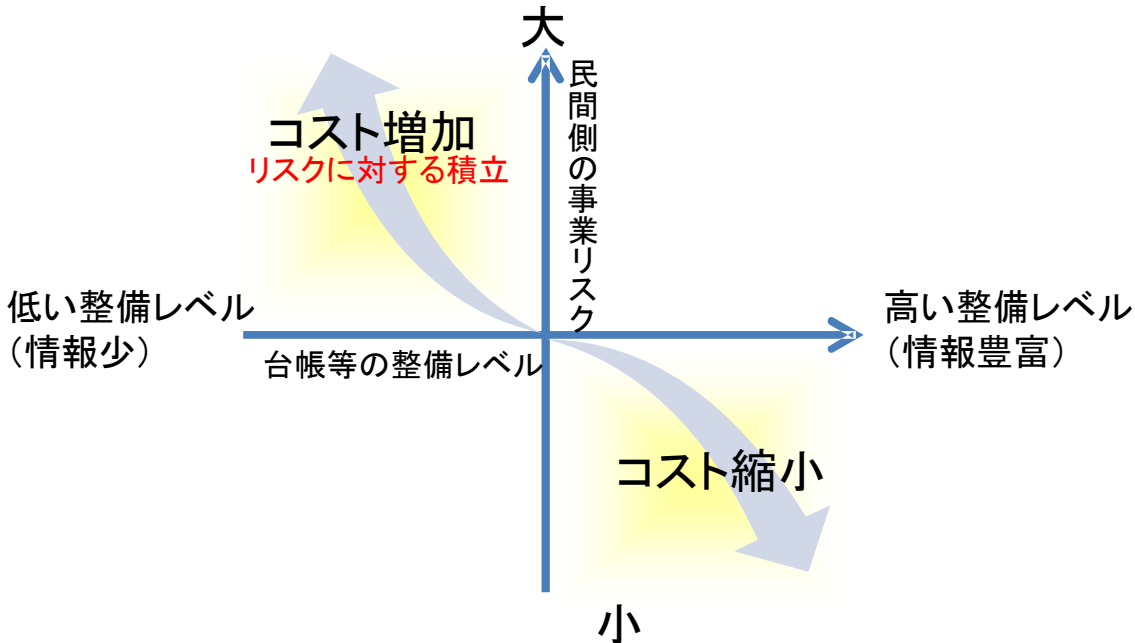 大
民間側の事業リスク
コスト増加
リスクに対する積立
低い整備レベル
（情報少）
台帳等の整備レベル
高い整備レベル
（情報豊富）
コスト縮小
小